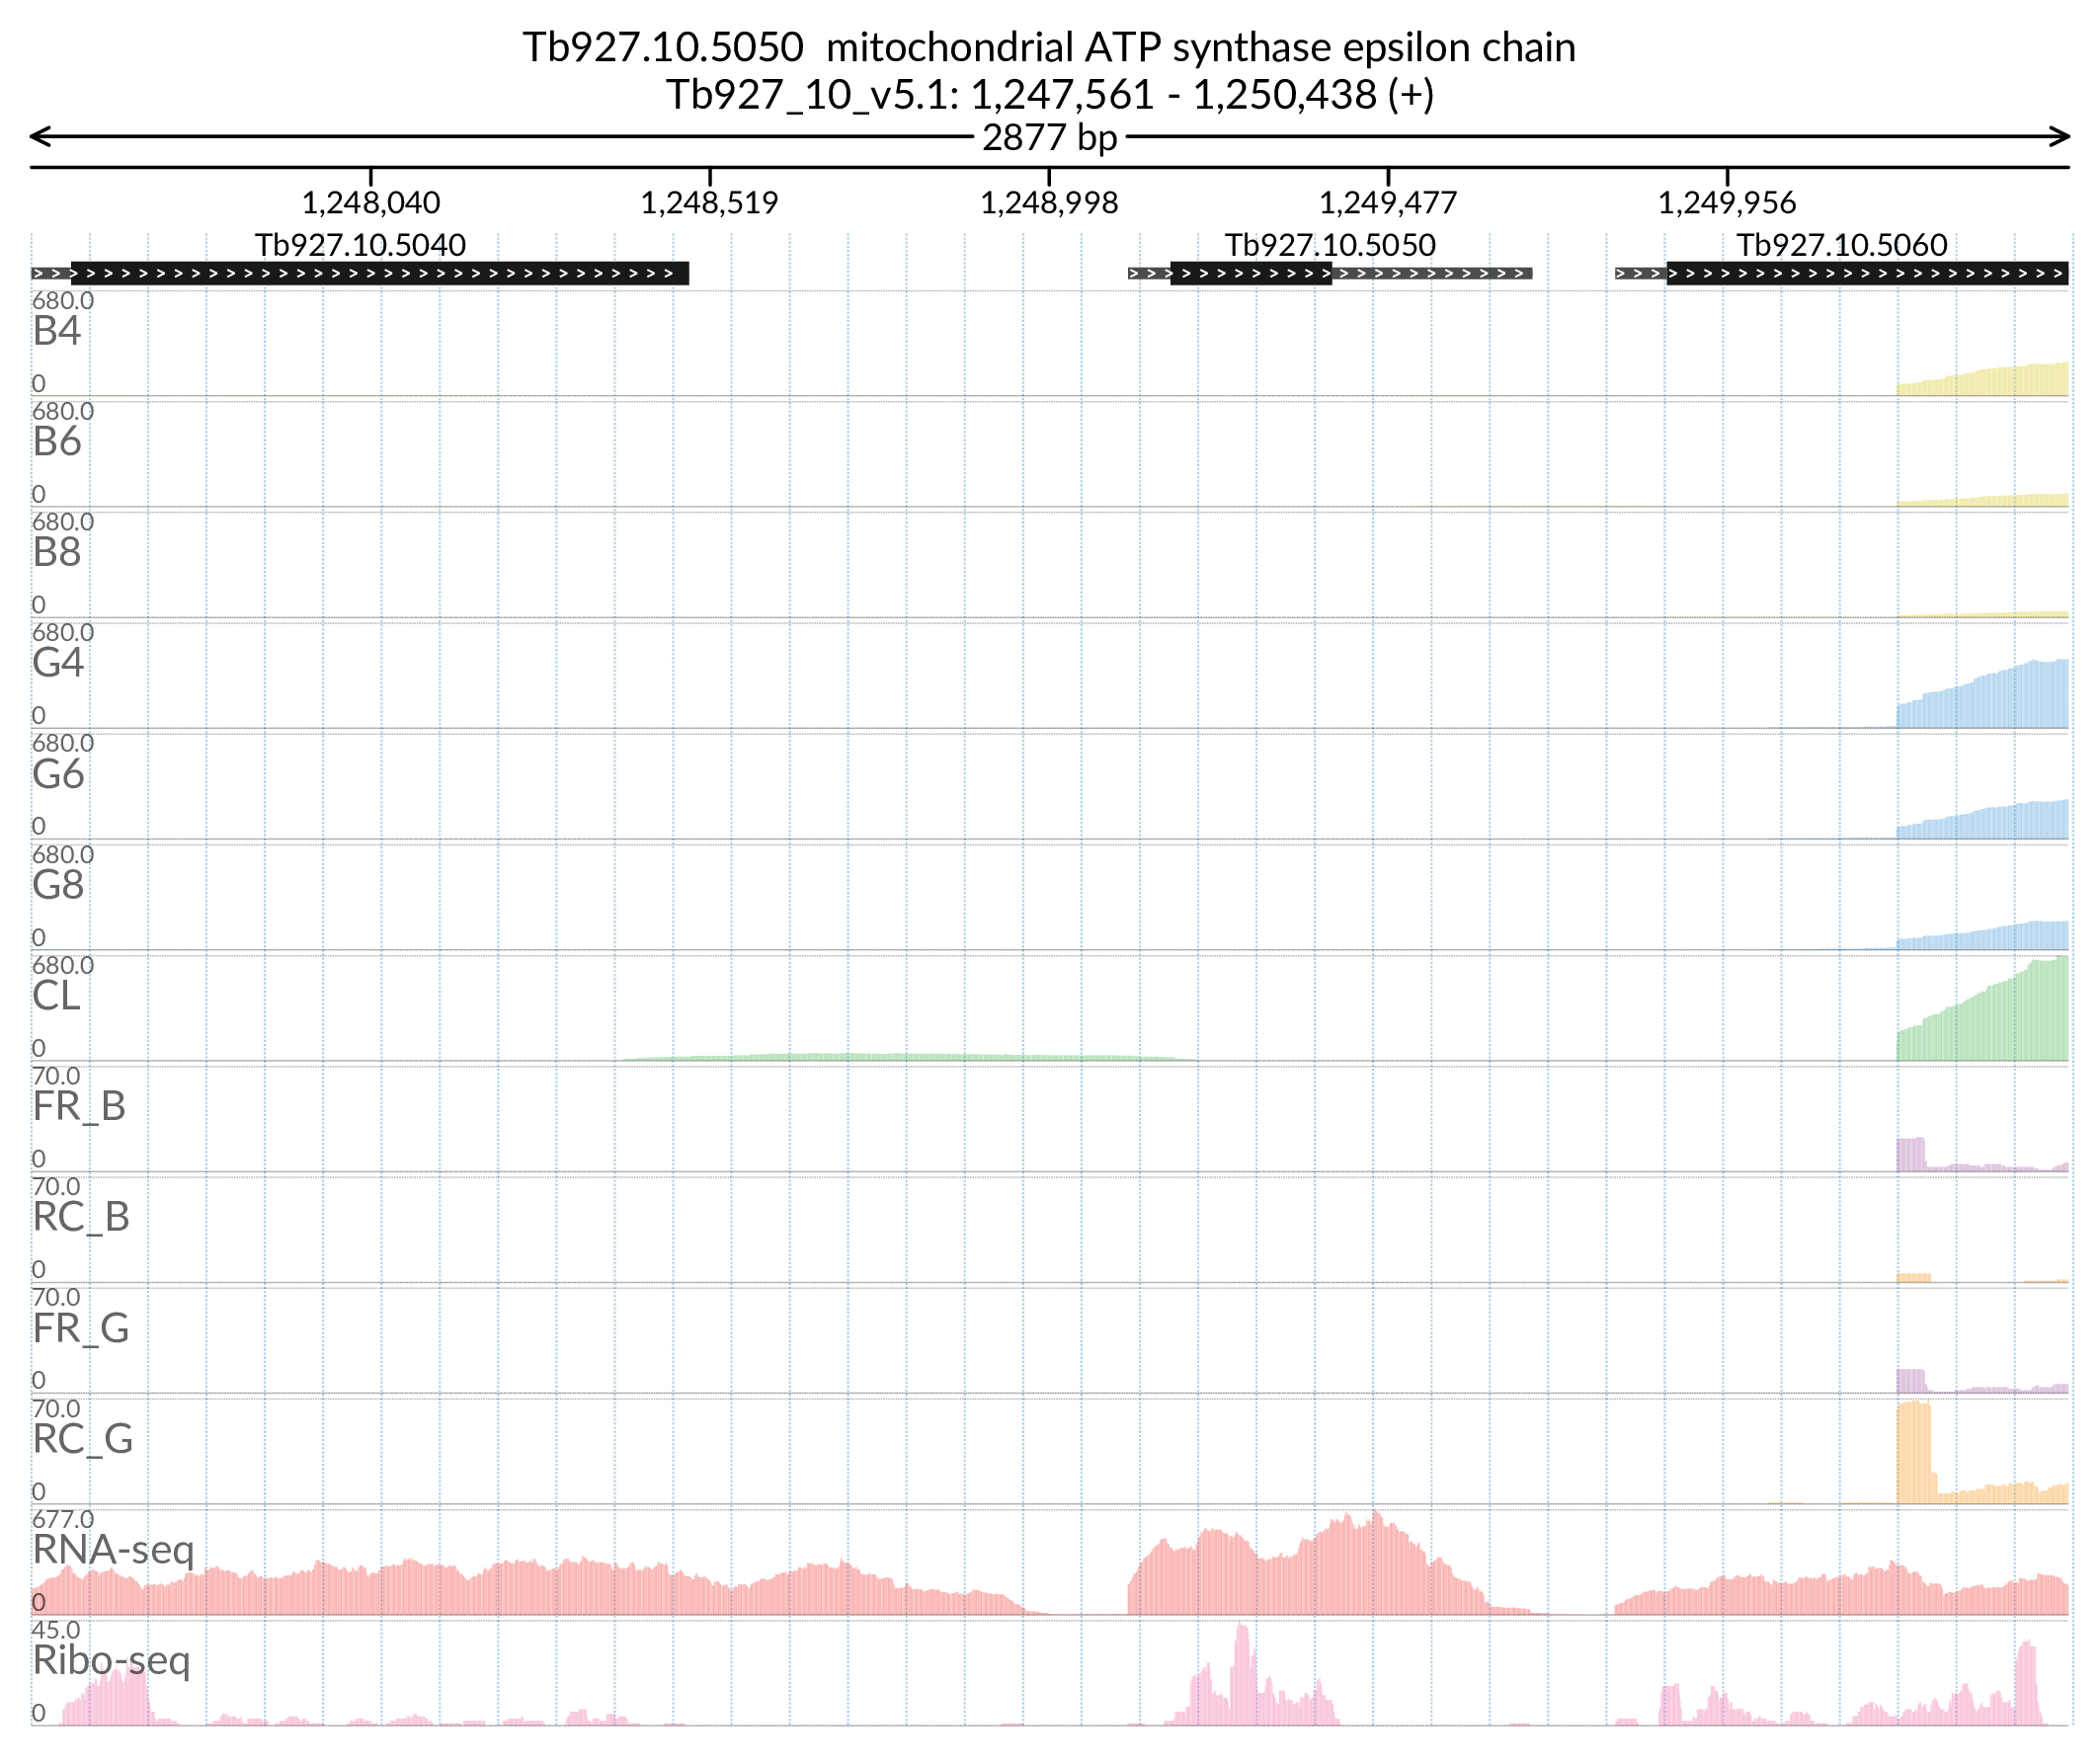 Tb927.10.5050 mitochondrial ATP synthase epsilon chain
Tb927_10_v5.1: 1,247,561 - 1,250,438 (+)
2877 bp
1,248,040 1,248,519 1,248,998 1,249,477 1,249,956
Tb927.10.5040 Tb927.10.5050 Tb927.10.5060
680.0
B4
0
680.0
B6
0
680.0
B8
0
680.0
G4
0
680.0
G6
0
680.0
G8
0
680.0
CL
0
70.0
FR_B
0
70.0
RC_B
0
70.0
FR_G
0
70.0
RC_G
0
677.0
RNA-seq
0
45.0
Ribo-seq
0